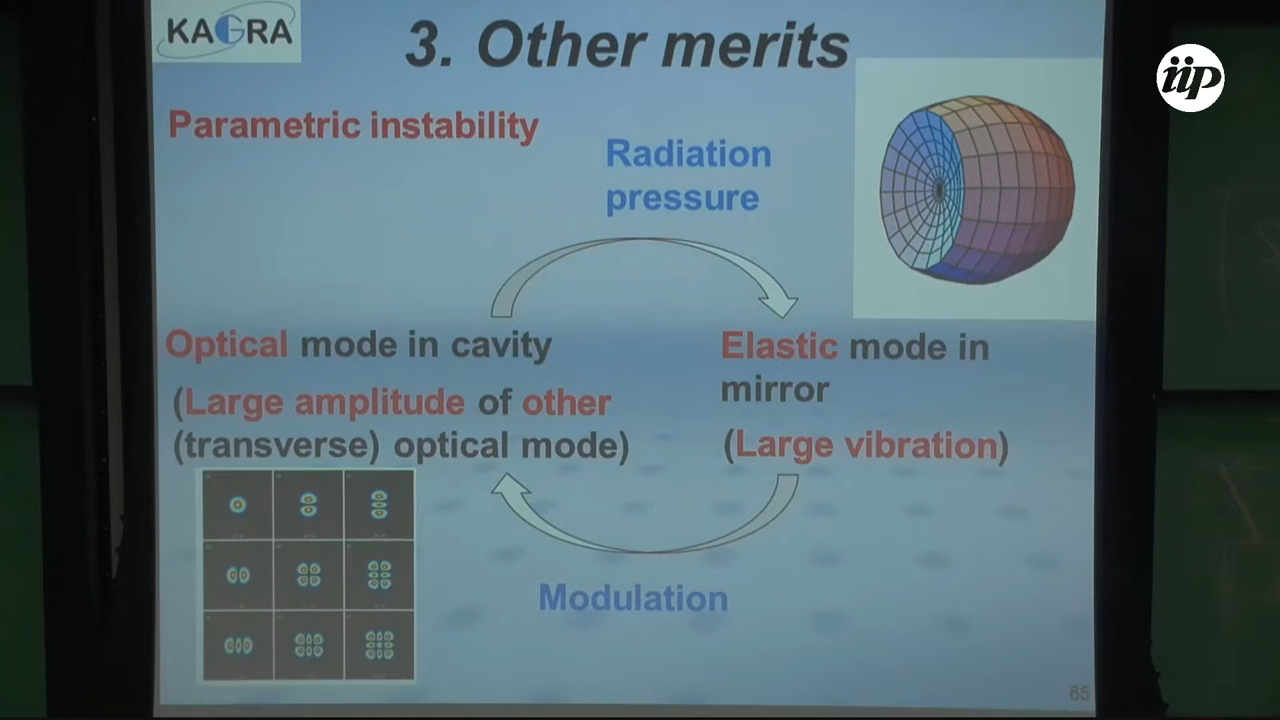 KAGRA
3. Other merits
iip
Parametric instability
Radiation
pressure
Optical mode in cavity
(Large amplitude of other
(transverse) optical mode)
Elastic mode in
mirror
(Large vibration)
Modulation
65